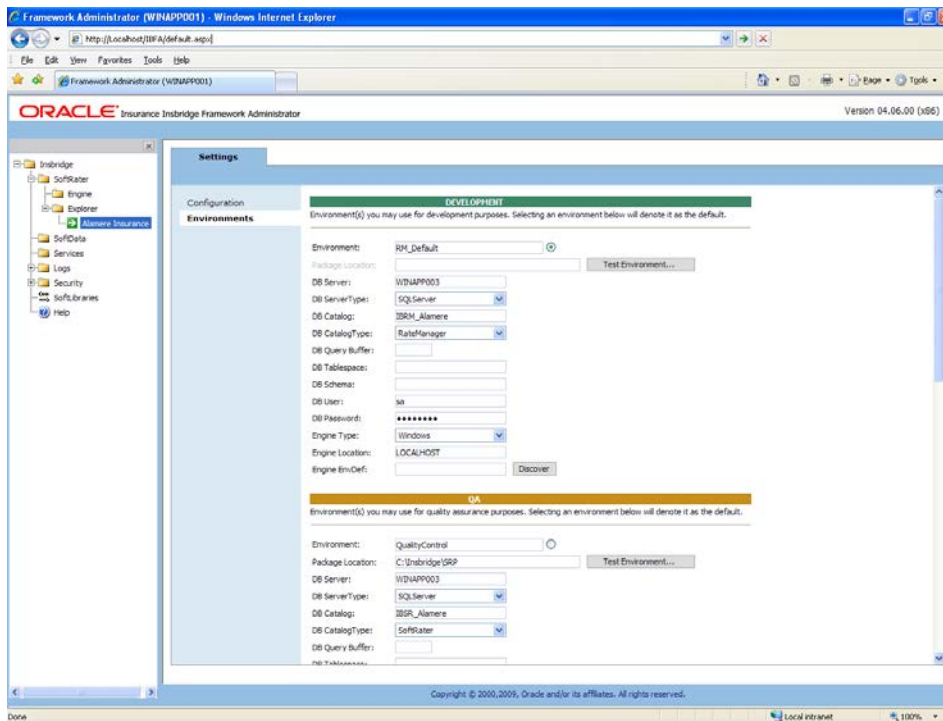 Framework Administrator (WINAPP001) - Windows Internet Explorer
http://Localhost/IBFA/default.aspx
File Edit View Favorites Tools Help
Framework Administrator (WINAPP001)
Page Tools
ORACLE Insurance Insbridge Framework Administrator
Version 04.06.00 (x86)
Insbridge
SoftRater
Engine
Explorer
Alamere Insurance
SoftData
Services
Logs
Security
SoftLibraries
Help
Settings
Configuration
Environments
DEVELOPMENT
Environment(s) you may use for development purposes. Selecting an environment below will denote it as the default.
Environment: RM_Default
Package Location: Test Environment...
DB Server: WINAPP003
DB ServerType: SQLServer
DB Catalog: IBRM_Alamere
DB CatalogType: RateManager
DB Query Buffer:
DB Tablespace:
DB Schema:
DB User: sa
DB Password: ••••••••
Engine Type: Windows
Engine Location: LOCALHOST
Engine EnvDef: Discover
QA
Environment(s) you may use for quality assurance purposes. Selecting an environment below will denote it as the default.
Environment: QualityControl
Package Location: C:\Insbridge\SRP Test Environment...
DB Server: WINAPP003
DB ServerType: SQLServer
DB Catalog: IBSR_Alamere
DB CatalogType: SoftRater
DB Query Buffer:
DB Tablespace:
Copyright © 2000,2009, Oracle and/or its affiliates. All rights reserved.
Done
Local intranet
100%